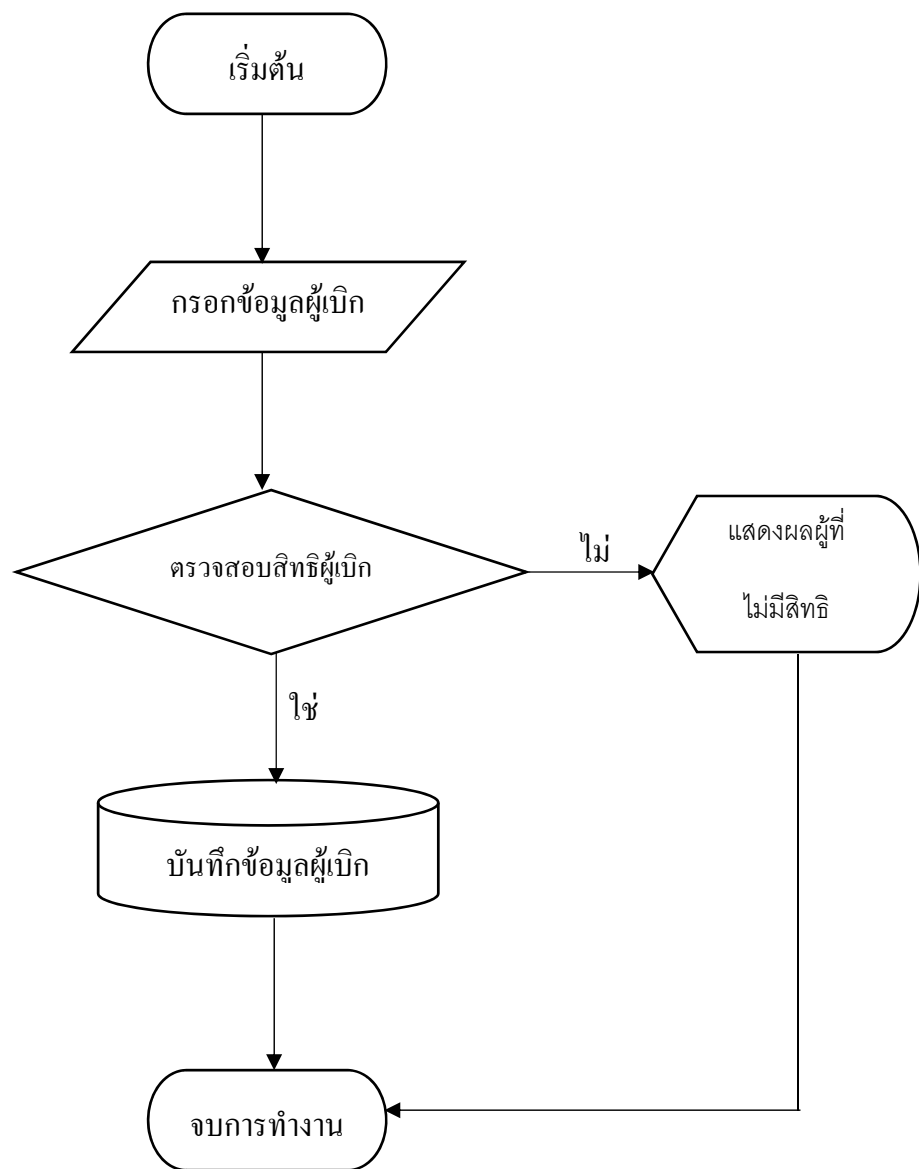 เริ่มต้น
กรอกข้อมูลผู้เบิก
ตรวจสอบสิทธิผู้เบิก
ไม่
แสดงผลผู้ที่
ไม่มีสิทธิ
ใช่
บันทึกข้อมูลผู้เบิก
จบการทำงาน